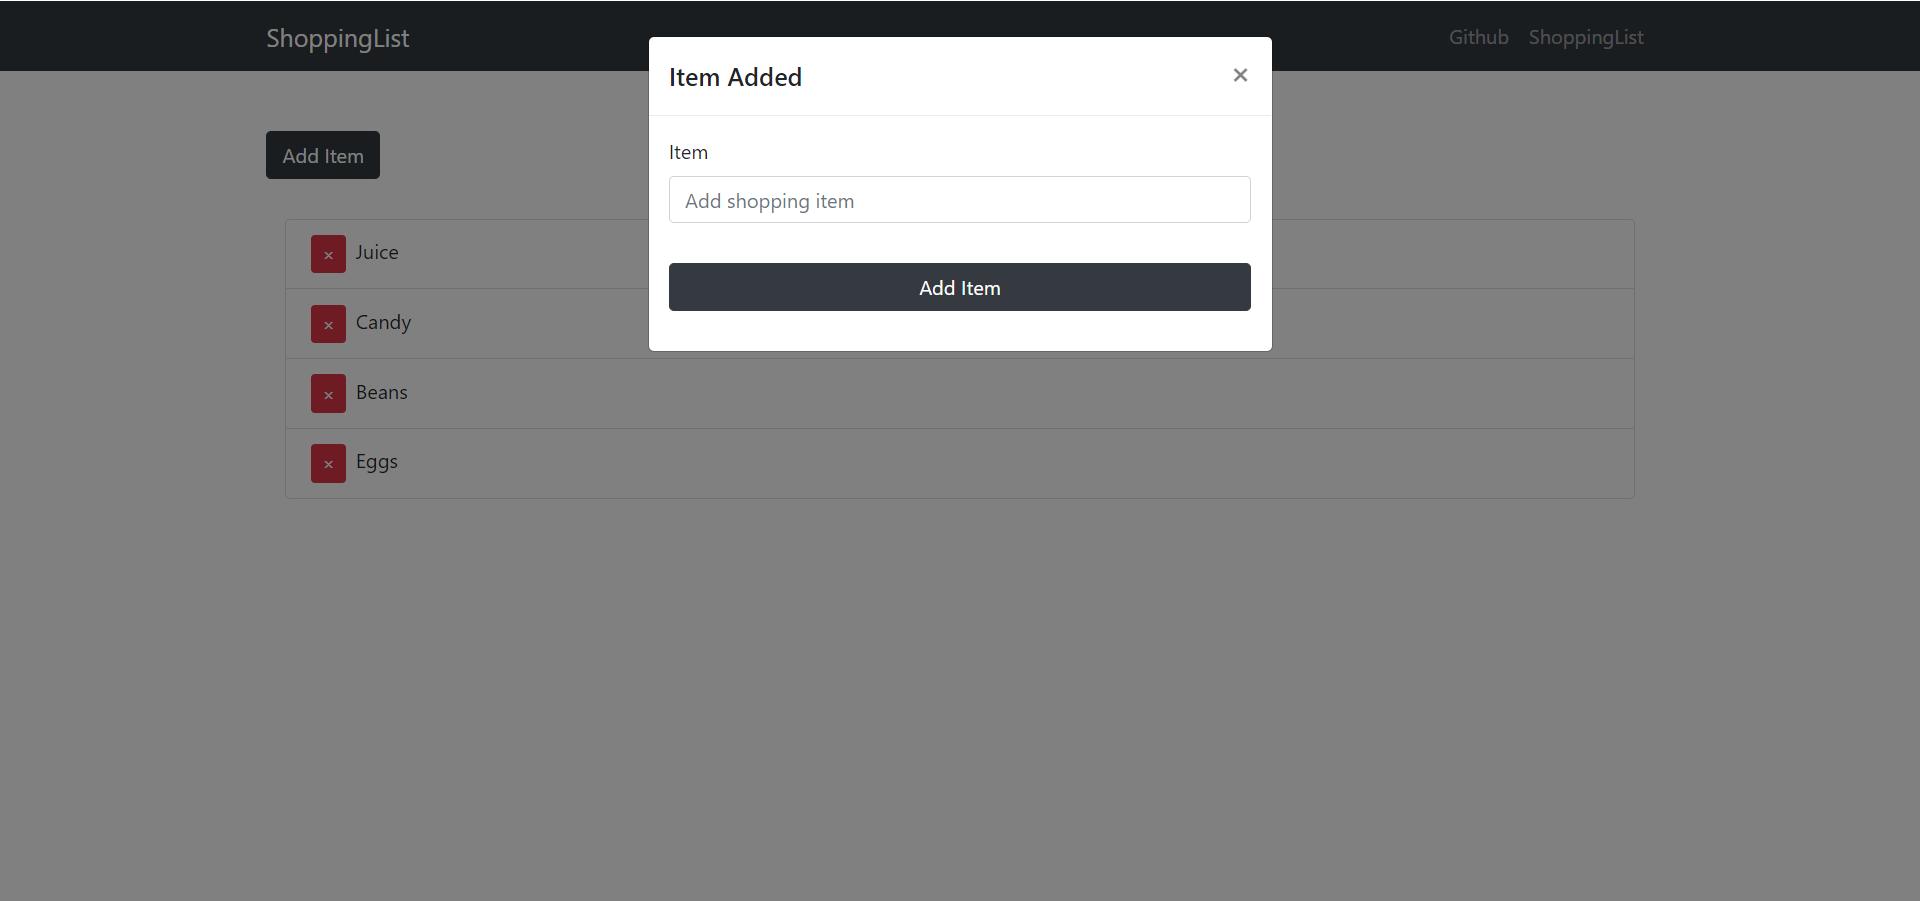 ShoppingList
Github ShoppingList
Item Added ×
Item
Add shopping item
Add Item
Add Item
× Juice
× Candy
× Beans
× Eggs